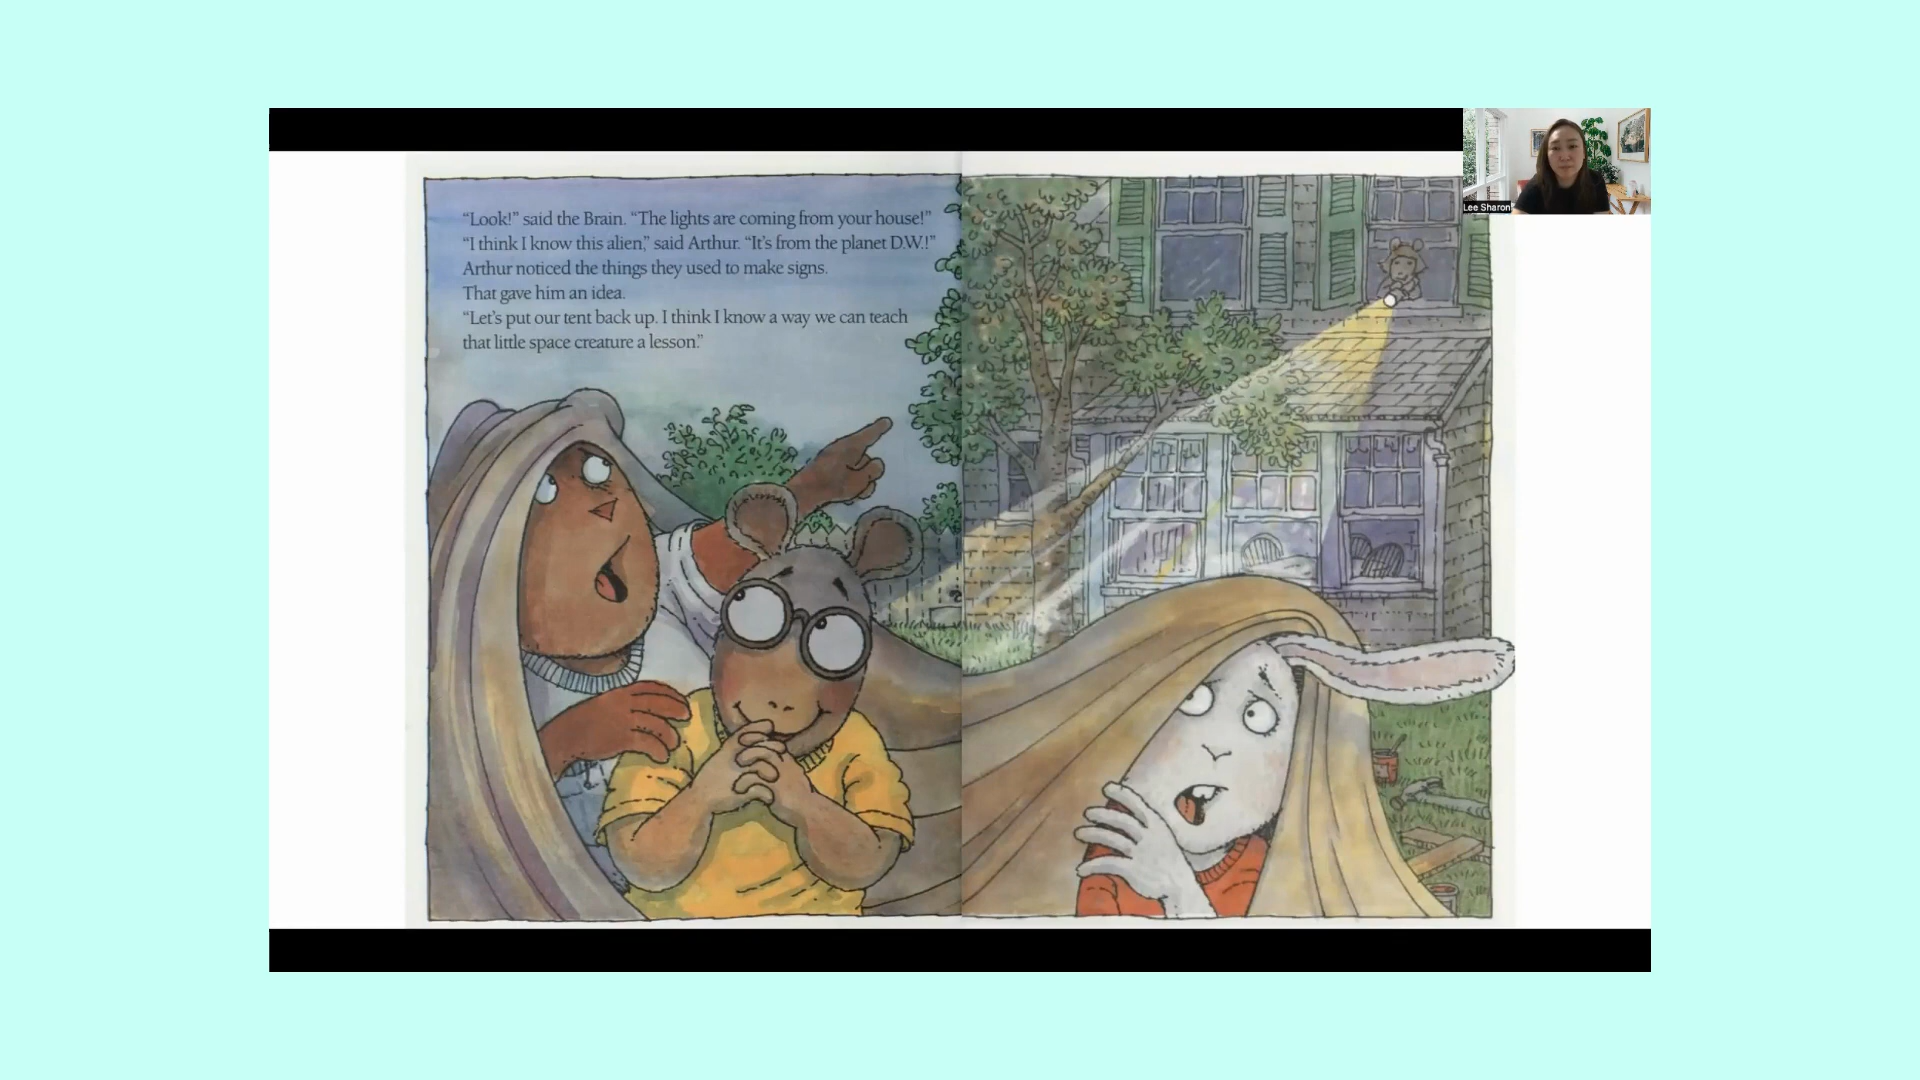 “Look!” said the Brain. “The lights are coming from your house!”
“I think I know this alien,” said Arthur. “It’s from the planet D.W.!”
Arthur noticed the things they used to make signs.
That gave him an idea.
“Let’s put our tent back up. I think I know a way we can teach
that little space creature a lesson.”
Lee Sharon